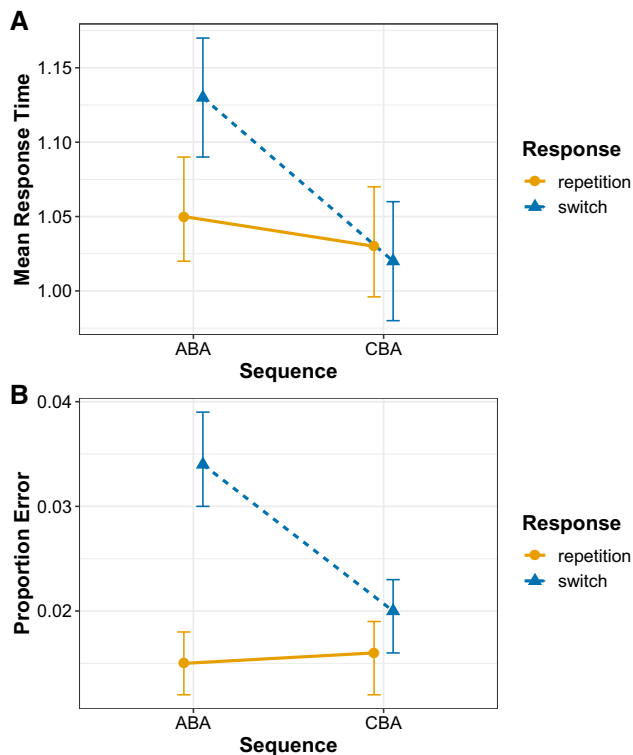 A
Mean Response Time
1.15
1.10
1.05
1.00
ABA
CBA
Sequence
Response
repetition
switch
B
Proportion Error
0.04
0.03
0.02
ABA
CBA
Sequence
Response
repetition
switch